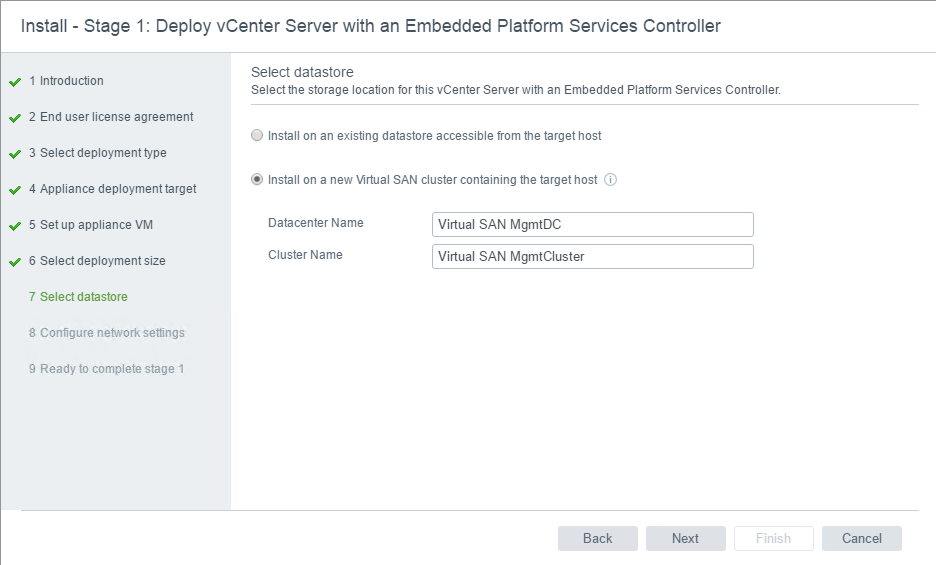 Install - Stage 1: Deploy vCenter Server with an Embedded Platform Services Controller
1 Introduction
2 End user license agreement
3 Select deployment type
4 Appliance deployment target
5 Set up appliance VM
6 Select deployment size
7 Select datastore
8 Configure network settings
9 Ready to complete stage 1
Select datastore
Select the storage location for this vCenter Server with an Embedded Platform Services Controller.
Install on an existing datastore accessible from the target host
Install on a new Virtual SAN cluster containing the target host
Datacenter Name Virtual SAN MgmtDC
Cluster Name Virtual SAN MgmtCluster
Back Next Finish Cancel